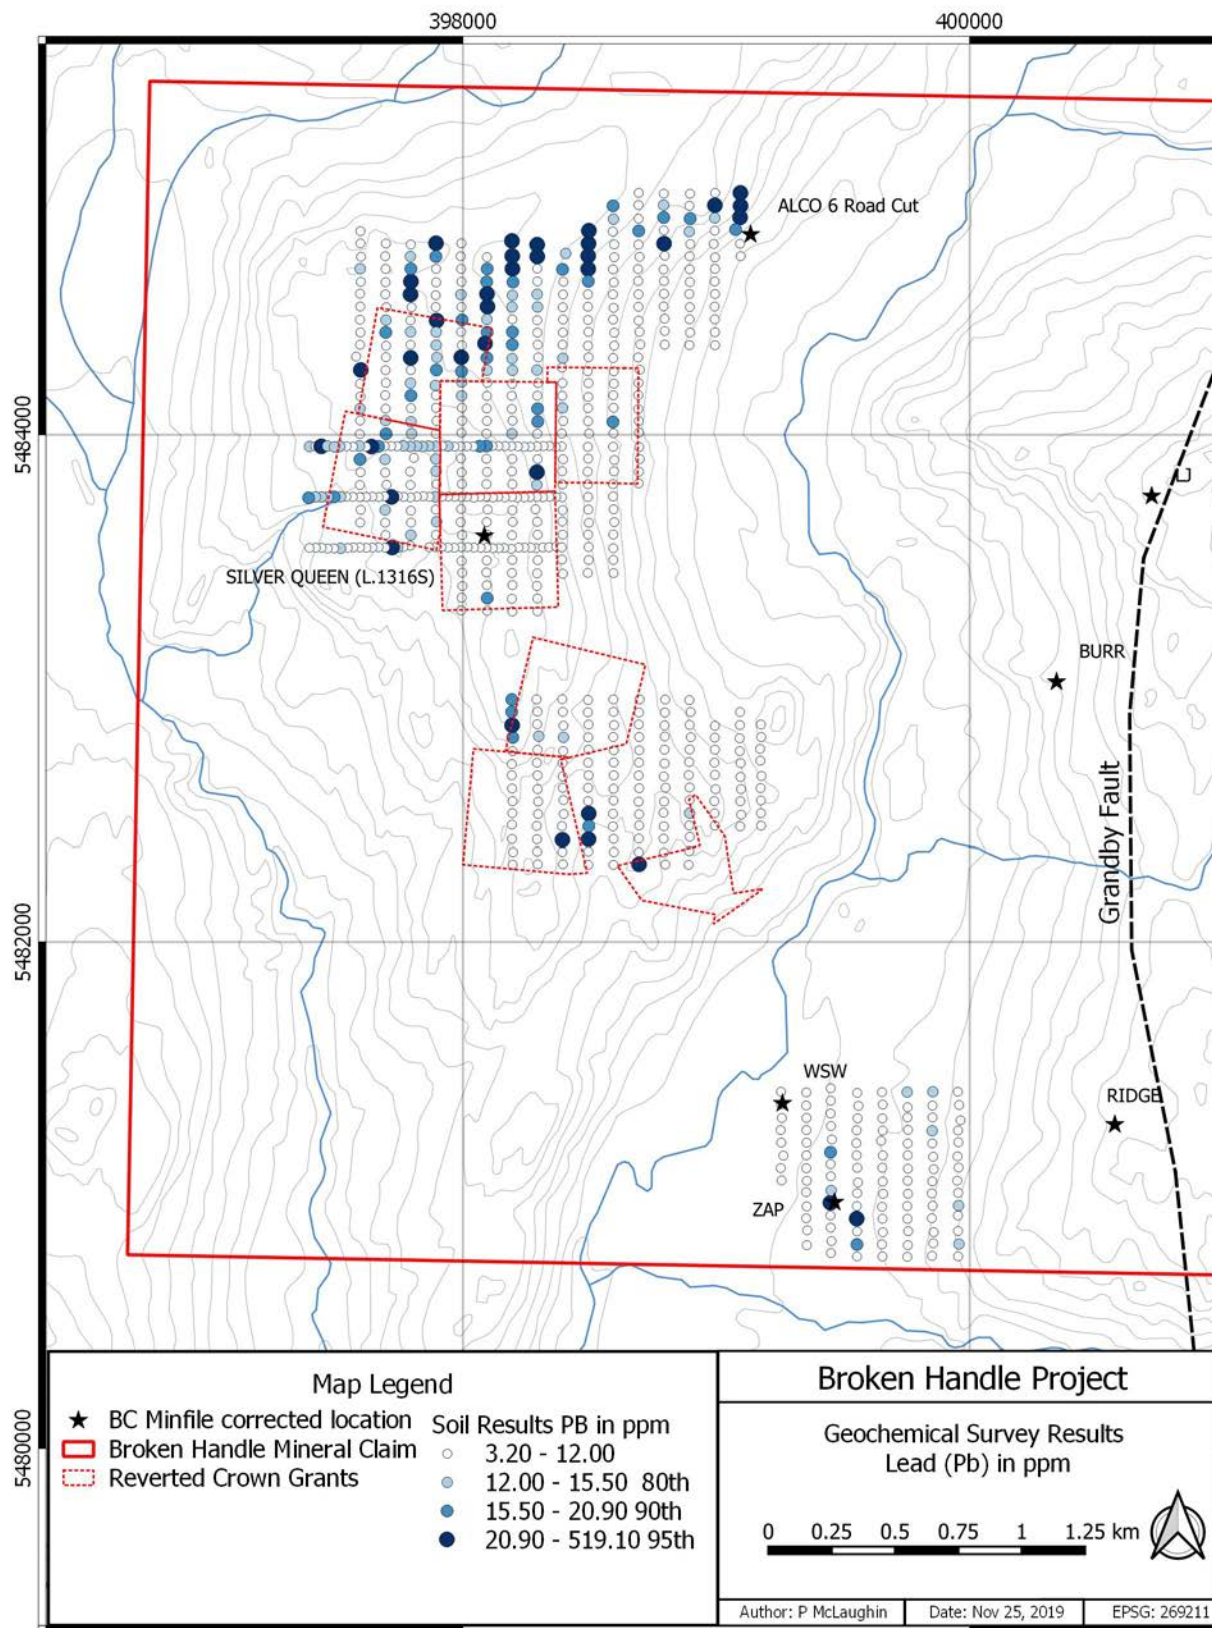 398000
400000
ALCO 6 Road Cut
5484000
SILVER QUEEN (L.1316S)
BURR
Grandby Fault
5482000
WSW
RIDGE
ZAP
5480000
Map Legend
BC Minfile corrected location
Broken Handle Mineral Claim
Reverted Crown Grants
Soil Results PB in ppm
3.20 - 12.00
12.00 - 15.50 80th
15.50 - 20.90 90th
20.90 - 519.10 95th
Broken Handle Project
Geochemical Survey Results
Lead (Pb) in ppm
0 0.25 0.5 0.75 1 1.25 km
Author: P McLaughin
Date: Nov 25, 2019
EPSG: 269211